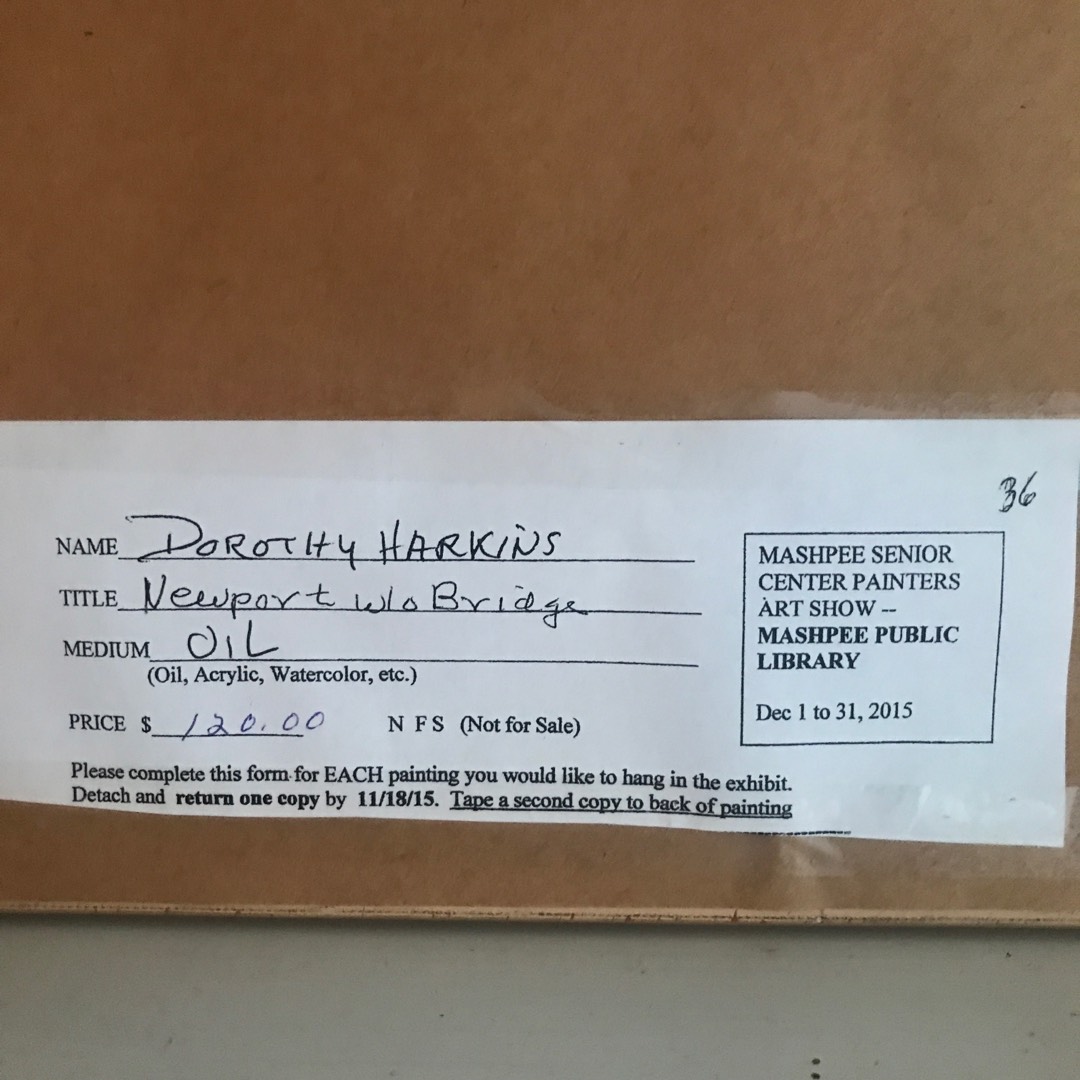 36
NAME DOROTHY HARKINS
TITLE Newport w/o Bridge
MEDIUM OIL
(Oil, Acrylic, Watercolor, etc.)
PRICE $ 120.00 N F S (Not for Sale)
Please complete this form for EACH painting you would like to hang in the exhibit.
Detach and return one copy by 11/18/15. Tape a second copy to back of painting
MASHPEE SENIOR
CENTER PAINTERS
ART SHOW --
MASHPEE PUBLIC
LIBRARY
Dec 1 to 31, 2015